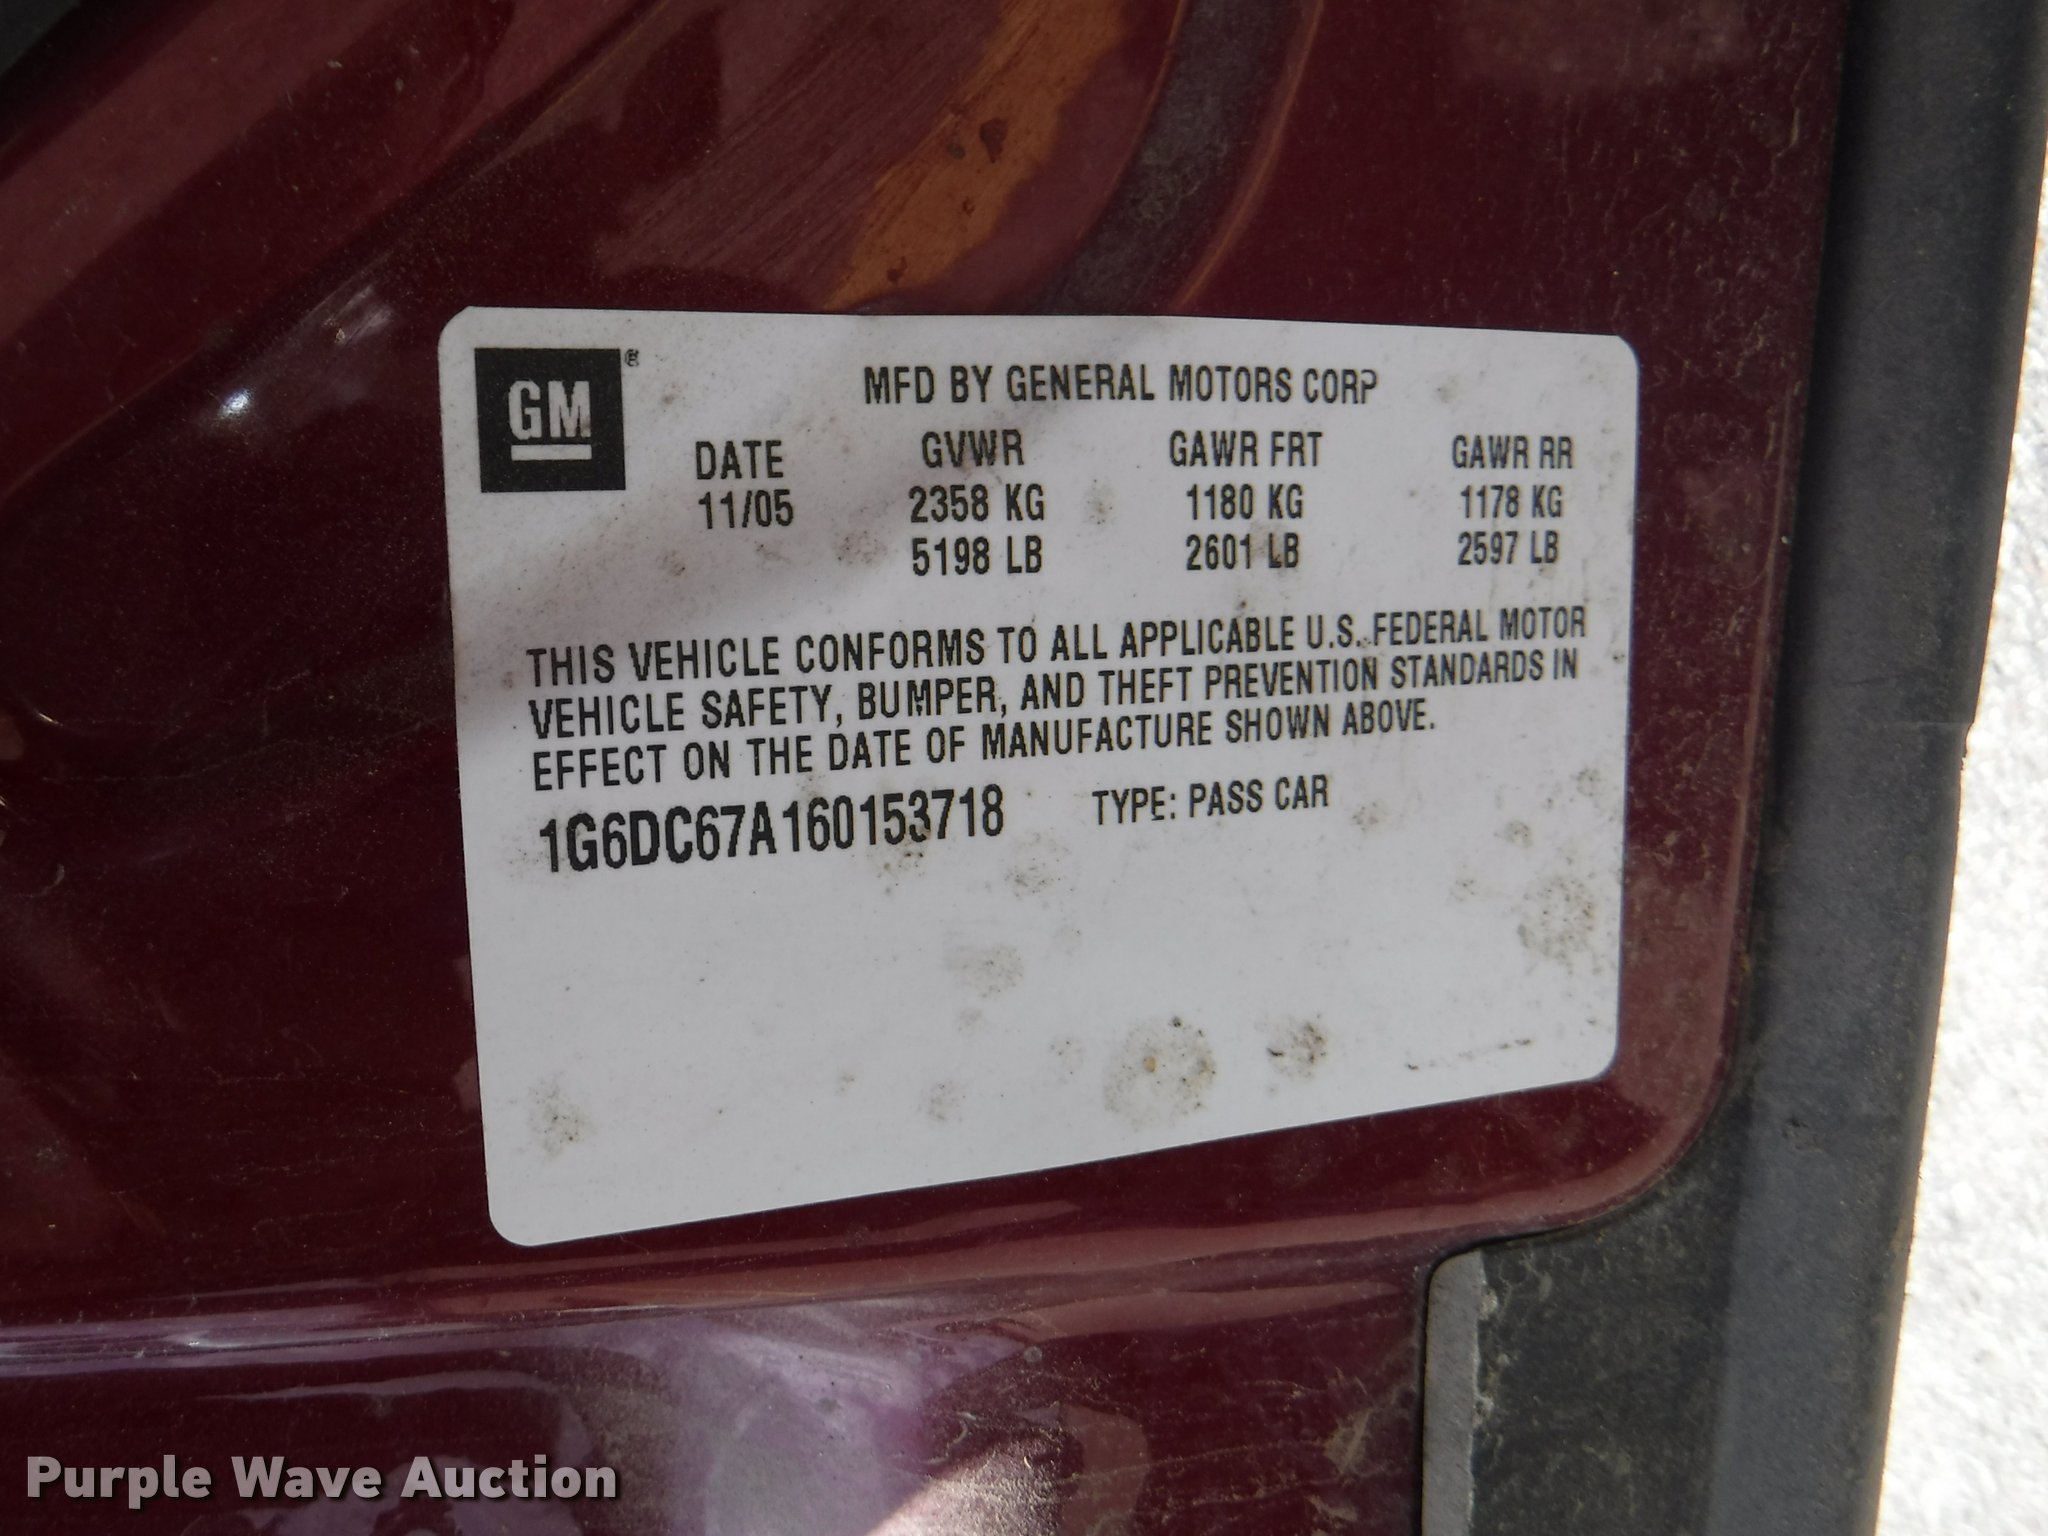 GM®
MFD BY GENERAL MOTORS CORP
DATE GVWR GAWR FRT GAWR RR
11/05 2358 KG 1180 KG 1178 KG
5198 LB 2601 LB 2597 LB
THIS VEHICLE CONFORMS TO ALL APPLICABLE U.S. FEDERAL MOTOR
VEHICLE SAFETY, BUMPER, AND THEFT PREVENTION STANDARDS IN
EFFECT ON THE DATE OF MANUFACTURE SHOWN ABOVE.
1G6DC67A160153718 TYPE: PASS CAR
Purple Wave Auction